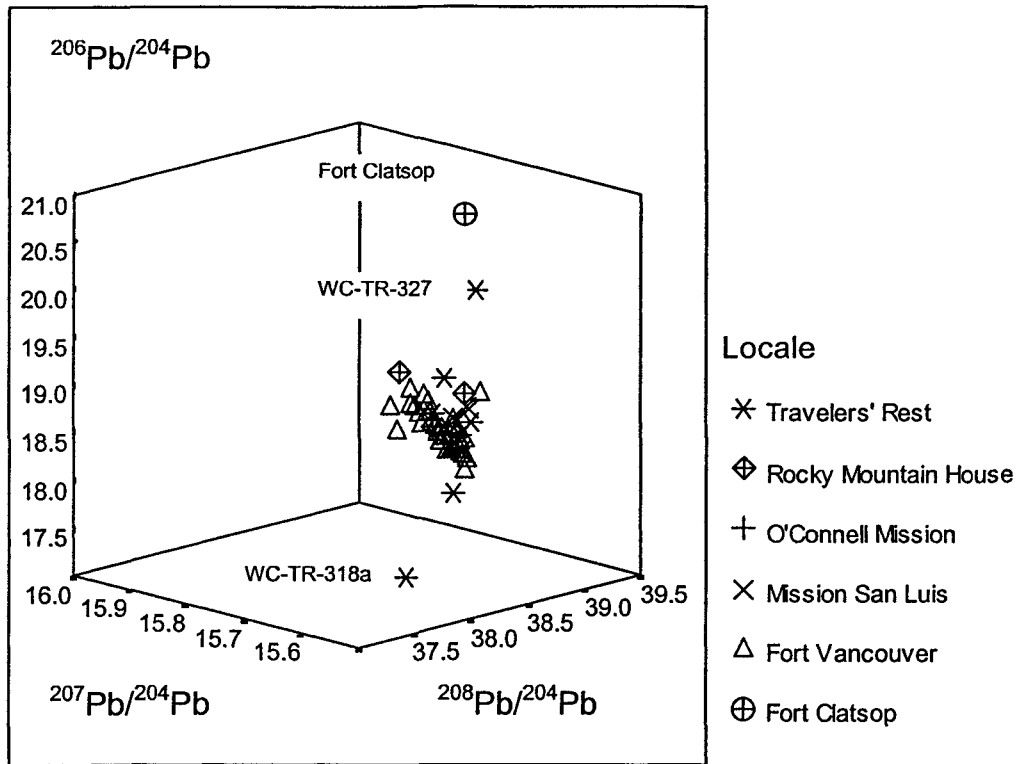 ²⁰⁶Pb/²⁰⁴Pb
Fort Clatsop
WC-TR-327
WC-TR-318a
21.0
20.5
20.0
19.5
19.0
18.5
18.0
17.5
16.0
15.9
15.8
15.7
15.6
37.5
38.0
38.5
39.0
39.5
²⁰⁷Pb/²⁰⁴Pb
²⁰⁸Pb/²⁰⁴Pb
Locale
Travelers' Rest
Rocky Mountain House
O'Connell Mission
Mission San Luis
Fort Vancouver
Fort Clatsop